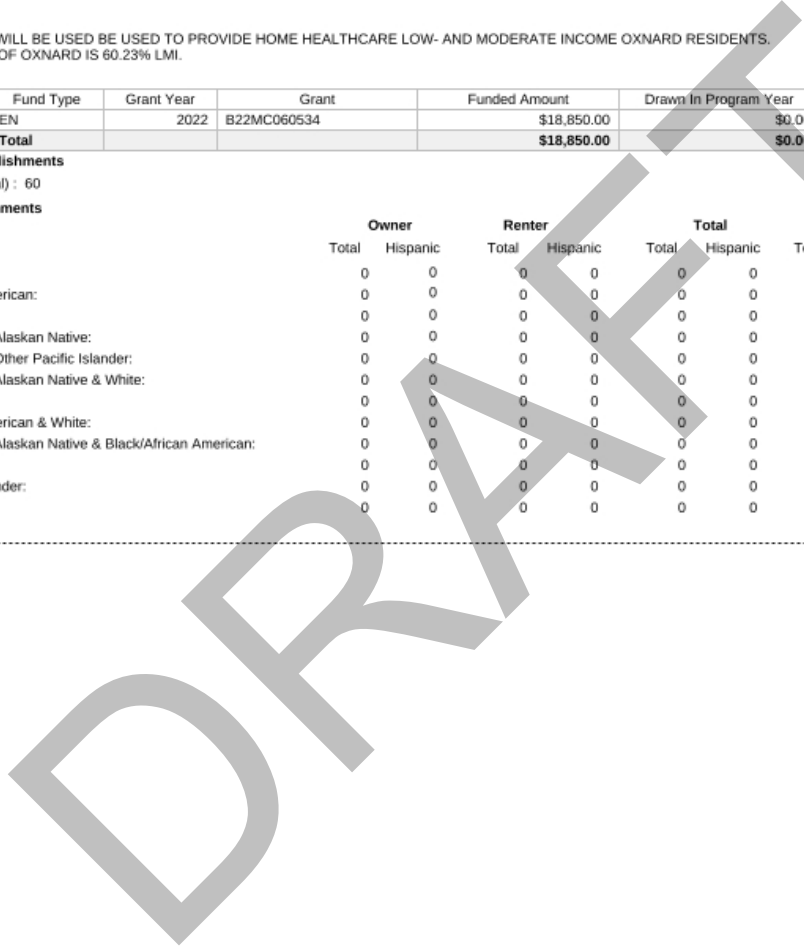 WILL BE USED BE USED TO PROVIDE HOME HEALTHCARE LOW- AND MODERATE INCOME OXNARD RESIDENTS.
OF OXNARD IS 60.23% LMI.
Fund Type Grant Year Grant Funded Amount Drawn In Program Year
EN 2022 B22MC060534 $18,850.00 $0.0
Total $18,850.00 $0.0
lishments
al) : 60
ments
Owner Renter Total
Total Hispanic Total Hispanic Total Hispanic To
0 0 0 0 0 0
erican: 0 0 0 0 0 0
0 0 0 0 0 0
Alaskan Native: 0 0 0 0 0 0
Other Pacific Islander: 0 0 0 0 0 0
Alaskan Native & White: 0 0 0 0 0 0
0 0 0 0 0 0
erican & White: 0 0 0 0 0 0
Alaskan Native & Black/African American: 0 0 0 0 0 0
0 0 0 0 0 0
nder: 0 0 0 0 0 0
0 0 0 0 0 0
DRAFT